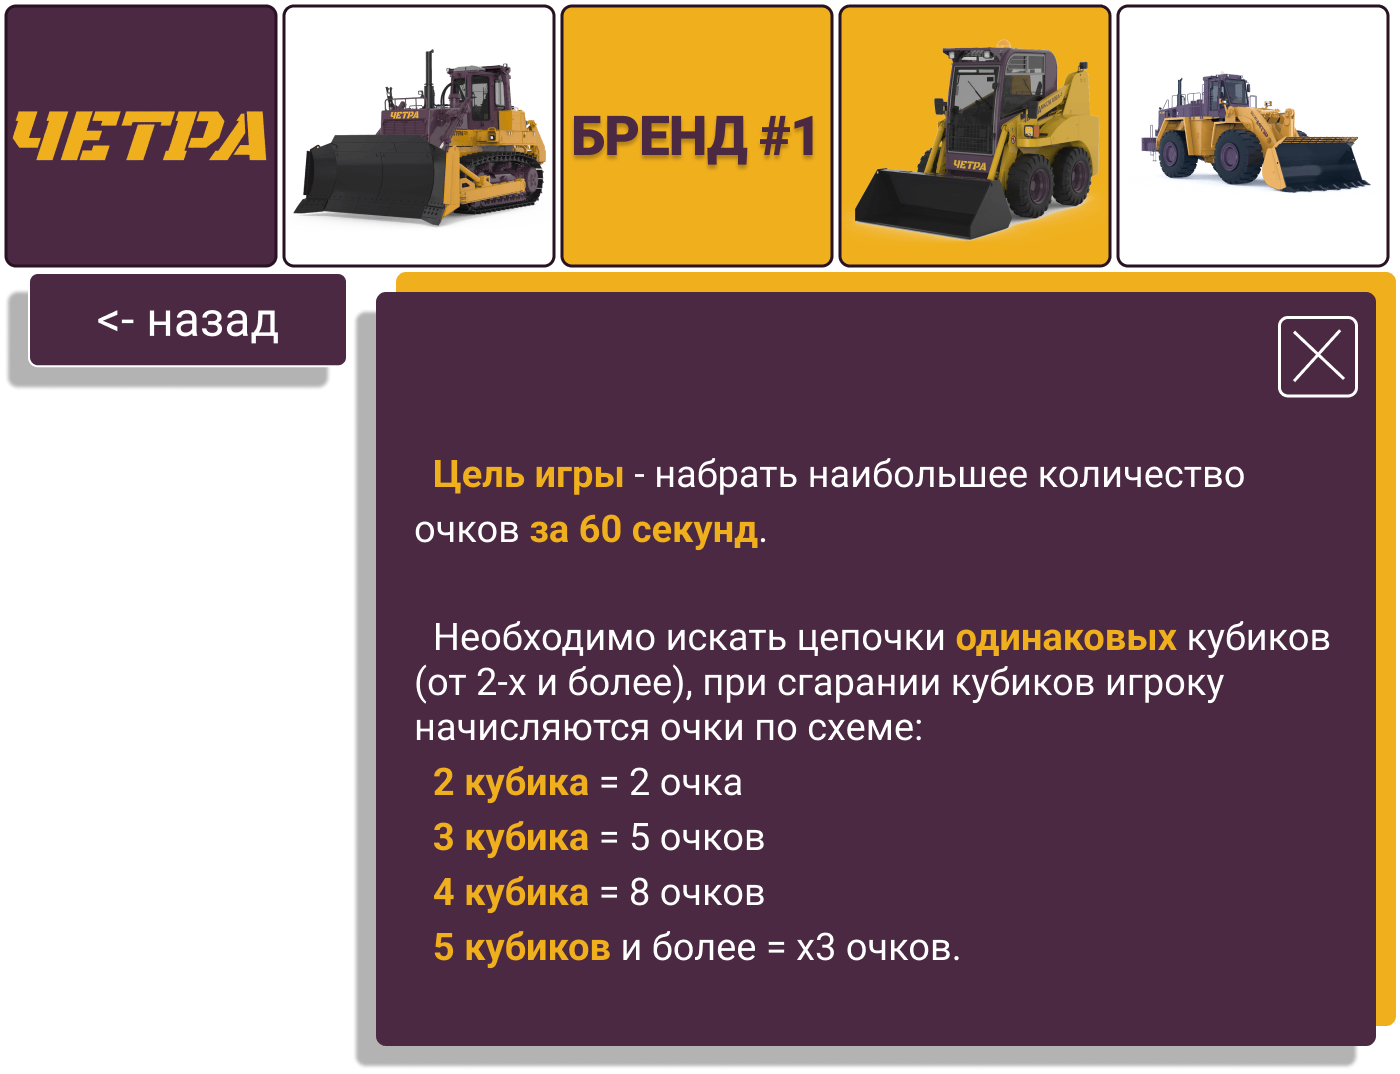 ЧЕТРА
ЧЕТРА
БРЕНД #1
ЧЕТРА
<- назад
Цель игры - набрать наибольшее количество
очков за 60 секунд.
Необходимо искать цепочки одинаковых кубиков
(от 2-х и более), при сгарании кубиков игроку
начисляются очки по схеме:
2 кубика = 2 очка
3 кубика = 5 очков
4 кубика = 8 очков
5 кубиков и более = х3 очков.